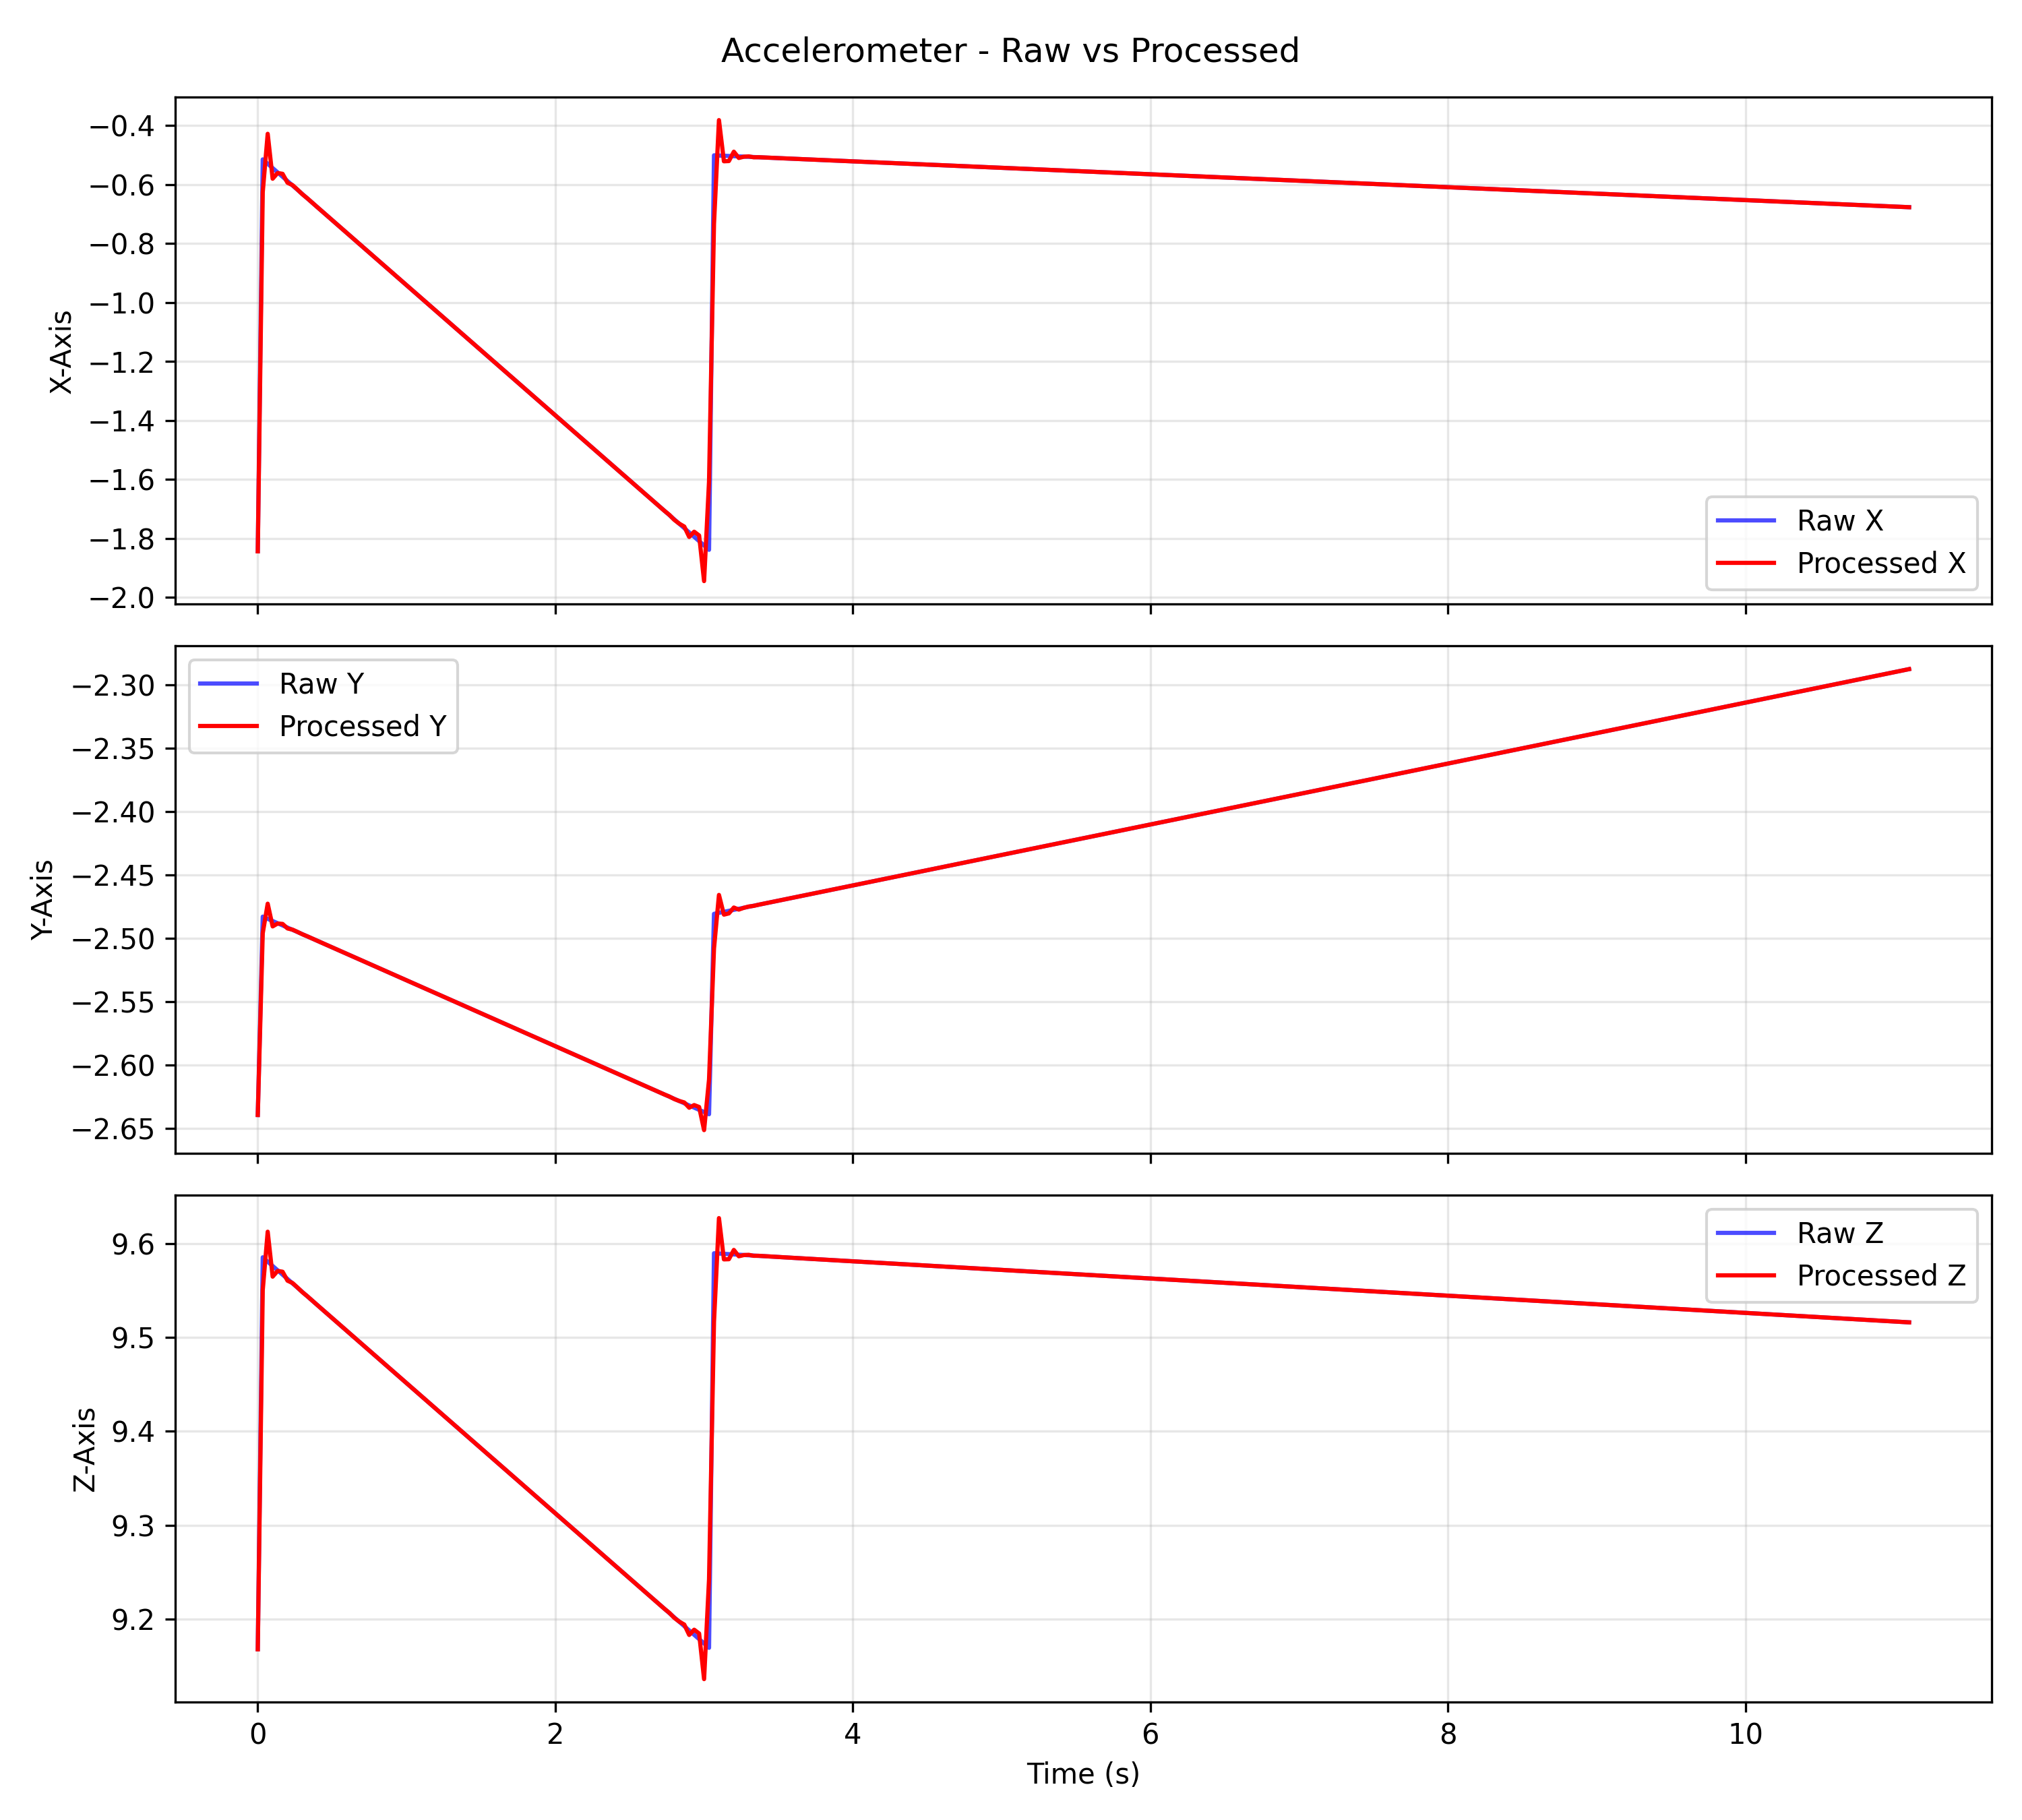 Accelerometer - Raw vs Processed
−0.4
−0.6
−0.8
−1.0
−1.2
−1.4
−1.6
−1.8
−2.0
X-Axis
Raw X
Processed X
−2.30
−2.35
−2.40
−2.45
−2.50
−2.55
−2.60
−2.65
Y-Axis
Raw Y
Processed Y
9.6
9.5
9.4
9.3
9.2
Z-Axis
Raw Z
Processed Z
0 2 4 6 8 10
Time (s)